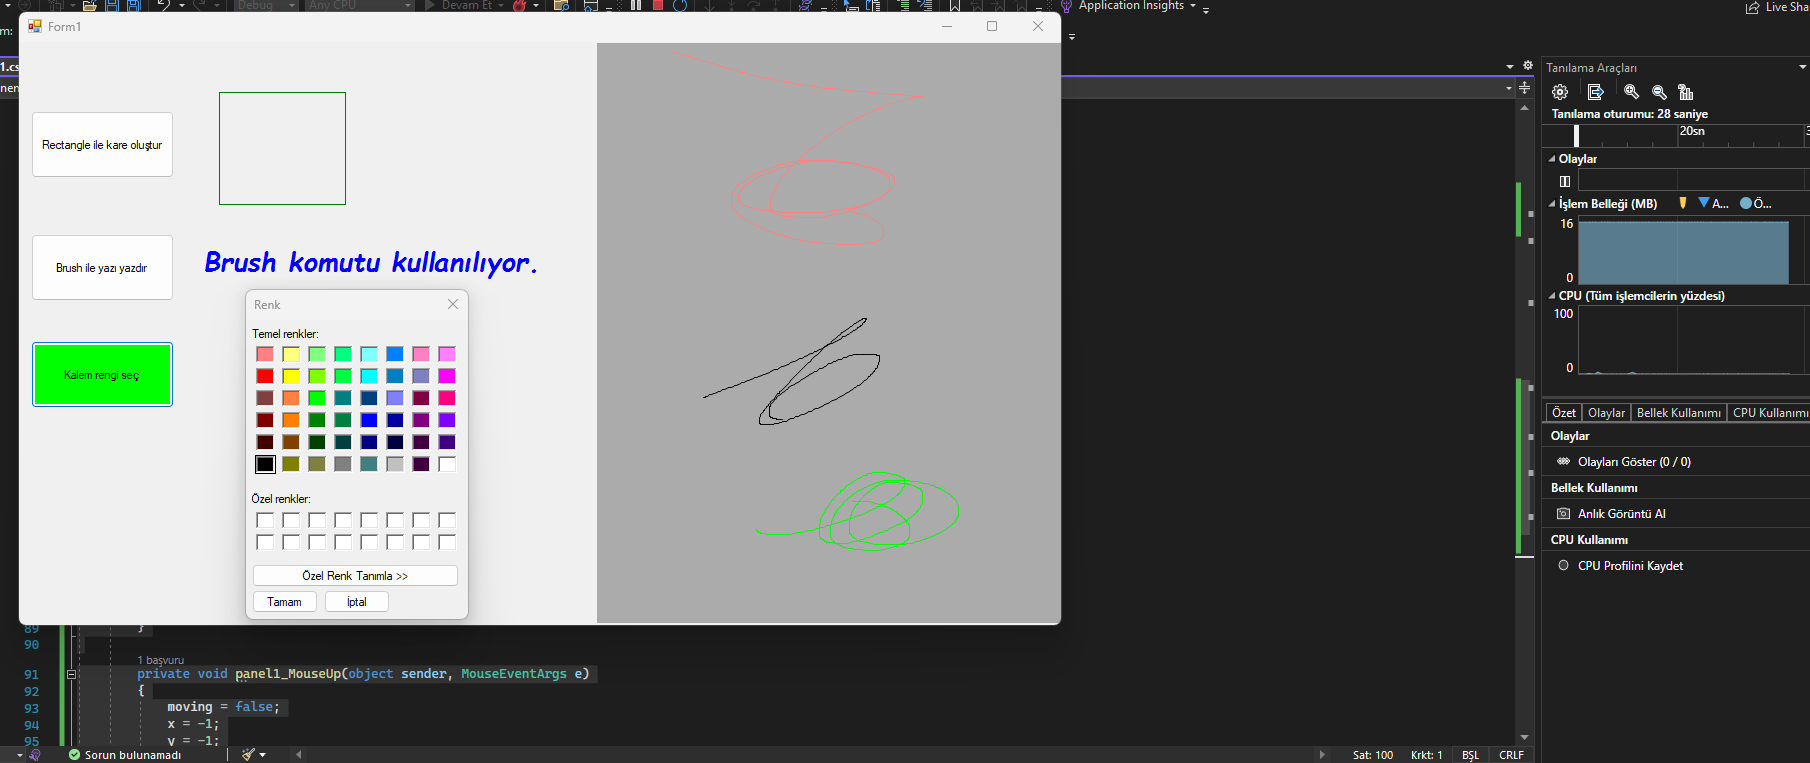 Debug
Any CPU
Devam Et
Application Insights
Live Sha
Form1
1.cs
Rectangle ile kare oluştur
Brush ile yazı yazdır
Brush komutu kullanılıyor.
Kalem rengi seç
Renk
Temel renkler:
Özel renkler:
Özel Renk Tanımla >>
Tamam
İptal
Tanılama Araçları
Tanılama oturumu: 28 saniye
20sn
Olaylar
İşlem Belleği (MB)
A...
Ö...
16
0
CPU (Tüm işlemcilerin yüzdesi)
100
0
Özet
Olaylar
Bellek Kullanımı
CPU Kullanımı
Olaylar
Olayları Göster (0 / 0)
Bellek Kullanımı
Anlık Görüntü Al
CPU Kullanımı
CPU Profilini Kaydet
89 }
90
1 başvuru
91 private void panel1_MouseUp(object sender, MouseEventArgs e)
92 {
93 moving = false;
94 x = -1;
95 y = -1;
Sorun bulunamadı
Sat: 100
Krkt: 1
BŞL
CRLF